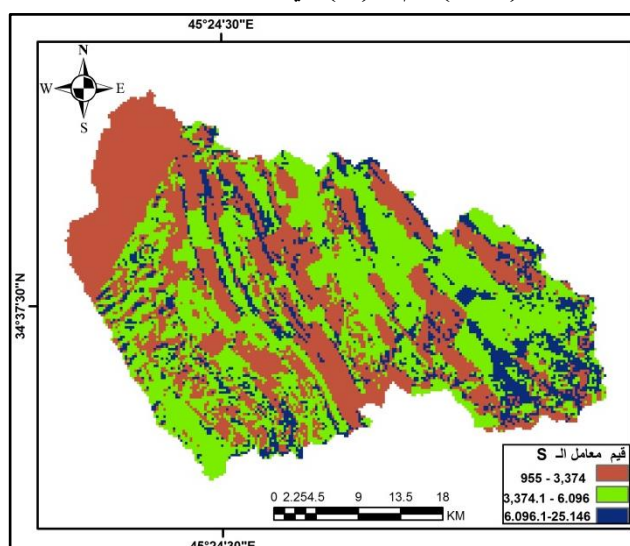 45°24'30"E
N
W E
S
34°37'30"N
قيم معامل الـ S
955 - 3,374
3,374.1 - 6.096
6.096.1-25.146
0 2.254.5 9 13.5 18
KM
45°24'30"E